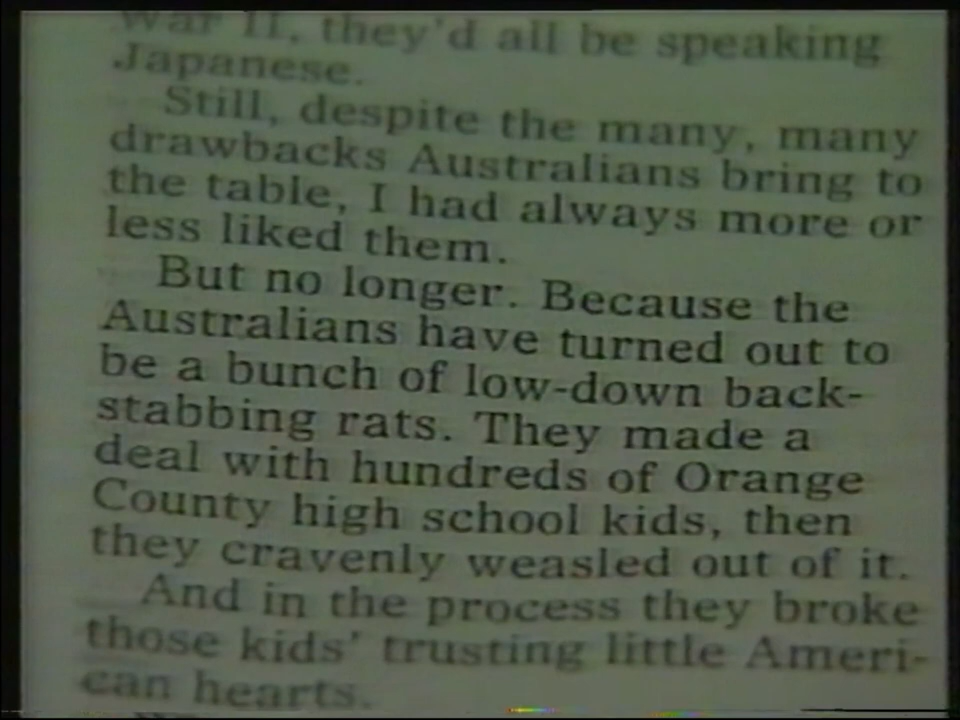 War II, they'd all be speaking
Japanese.
Still, despite the many, many
drawbacks Australians bring to
the table, I had always more or
less liked them.
But no longer. Because the
Australians have turned out to
be a bunch of low-down back-
stabbing rats. They made a
deal with hundreds of Orange
County high school kids, then
they cravenly weasled out of it.
And in the process they broke
those kids' trusting little Ameri-
can hearts.